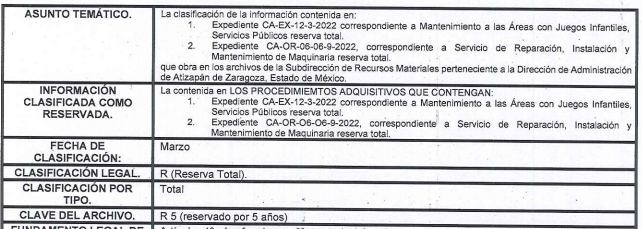 ASUNTO TEMÁTICO.
La clasificación de la información contenida en:
1. Expediente CA-EX-12-3-2022 correspondiente a Mantenimiento a las Áreas con Juegos Infantiles,
Servicios Públicos reserva total.
2. Expediente CA-OR-06-06-9-2022, correspondiente a Servicio de Reparación, Instalación y
Mantenimiento de Maquinaria reserva total.
que obra en los archivos de la Subdirección de Recursos Materiales perteneciente a la Dirección de Administración
de Atizapán de Zaragoza, Estado de México.
INFORMACIÓN
CLASIFICADA COMO
RESERVADA.
La contenida en LOS PROCEDIMIEMTOS ADQUISITIVOS QUE CONTENGAN:
1. Expediente CA-EX-12-3-2022 correspondiente a Mantenimiento a las Áreas con Juegos Infantiles,
Servicios Públicos reserva total.
2. Expediente CA-OR-O6-O6-9-2022, correspondiente a Servicio de Reparación, Instalación y
Mantenimiento de Maquinaria reserva total.
FECHA DE
CLASIFICACIÓN:
Marzo
CLASIFICACIÓN LEGAL.
R (Reserva Total).
CLASIFICACIÓN POR
TIPO.
Total
CLAVE DEL ARCHIVO.
R 5 (reservado por 5 años)
FUNDAMENTO LEGAL DE